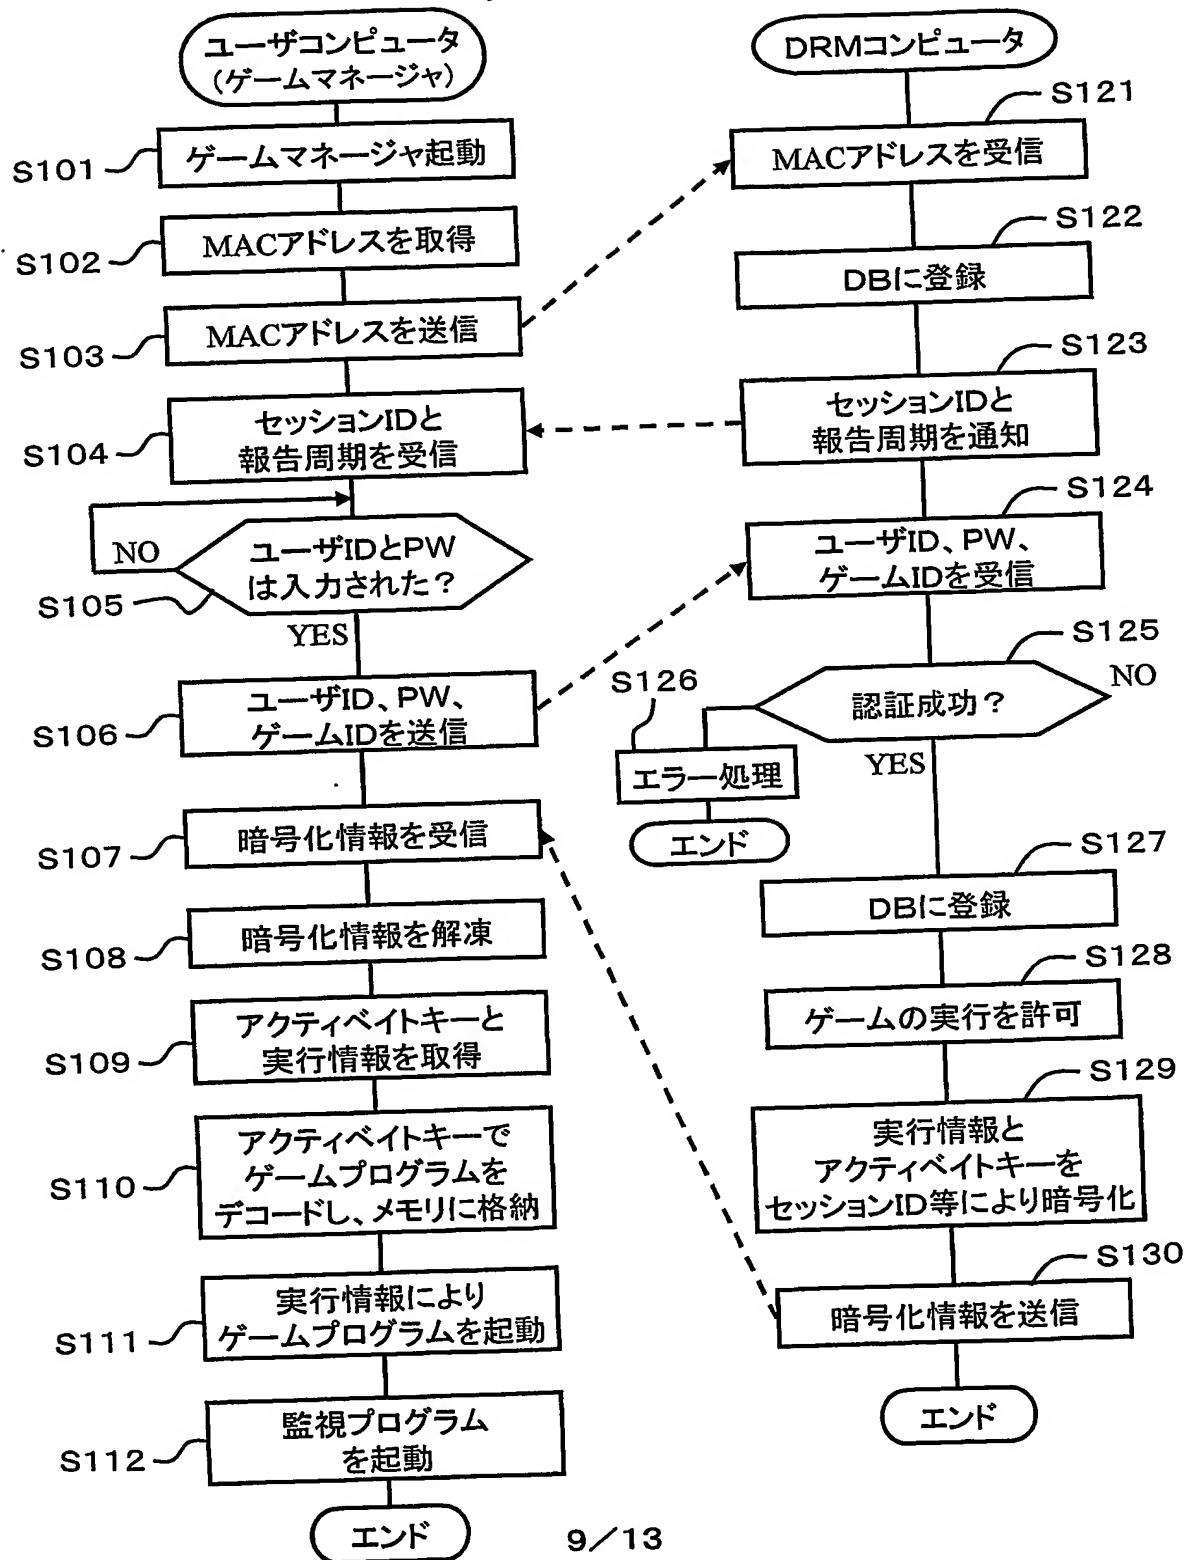 ユーザコンピュータ
(ゲームマネージャ)
S101
ゲームマネージャ起動
S102
MACアドレスを取得
S103
MACアドレスを送信
S104
セッションIDと
報告周期を受信
NO
ユーザIDとPW
は入力された?
S105
YES
S106
ユーザID、PW、
ゲームIDを送信
S107
暗号化情報を受信
S108
暗号化情報を解凍
S109
アクティベイトキーと
実行情報を取得
S110
アクティベイトキーで
ゲームプログラムを
デコードし、メモリに格納
S111
実行情報により
ゲームプログラムを起動
S112
監視プログラム
を起動
エンド
DRMコンピュータ
S121
MACアドレスを受信
S122
DBに登録
S123
セッションIDと
報告周期を通知
S124
ユーザID、PW、
ゲームIDを受信
S125
認証成功?
NO
S126
エラー処理
エンド
YES
S127
DBに登録
S128
ゲームの実行を許可
S129
実行情報と
アクティベイトキーを
セッションID等により暗号化
S130
暗号化情報を送信
エンド
9/13